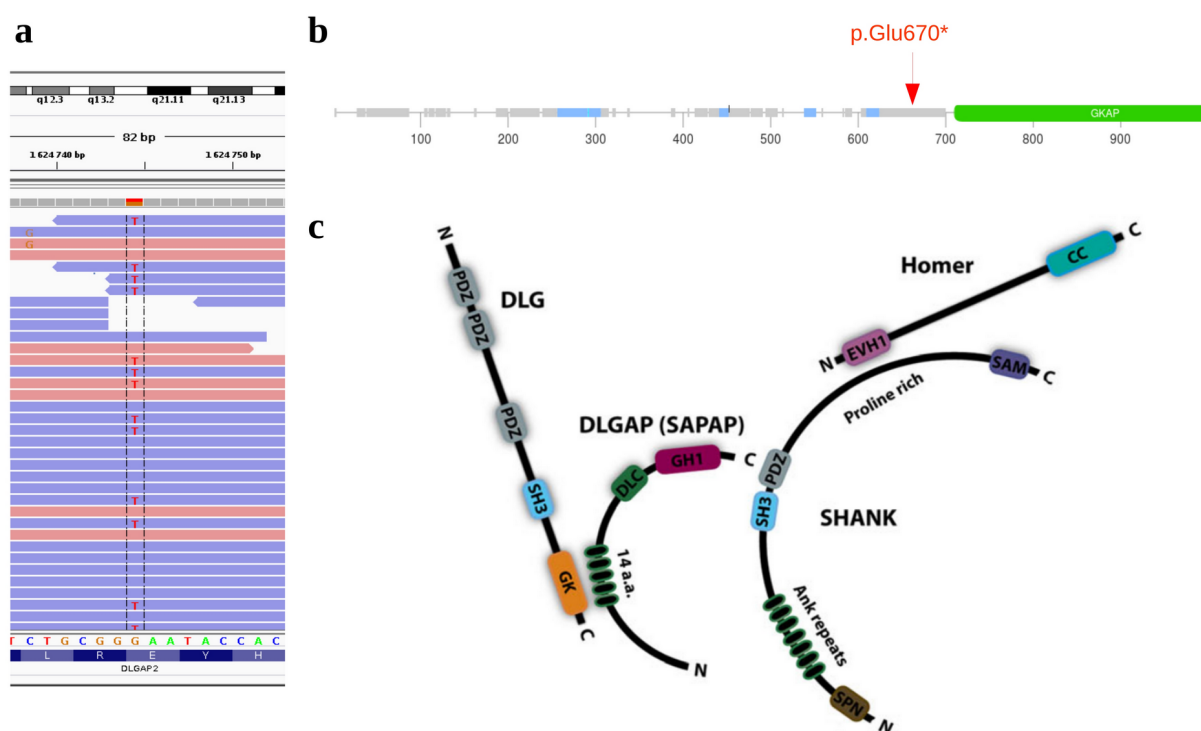 a
q12.3 q13.2 q21.11 q21.13
82 bp
1 624 740 bp 1 624 750 bp
T
G
G
T
T
T
T
T
T
T
T
T
T
T
T
T C T G C G G G A A T A C C A C
L R E Y H
DLGAP2
b
p.Glu670*
GKAP
100 200 300 400 500 600 700 800 900
c
N
PDZ
PDZ
DLG
PDZ
SH3
GK
C
DLGAP (SAPAP)
C
GH1
DLC
14 a.a.
N
Homer
C
CC
EVH1
N
SAM
C
Proline rich
PDZ
SH3
SHANK
Ank repeats
SPN
N